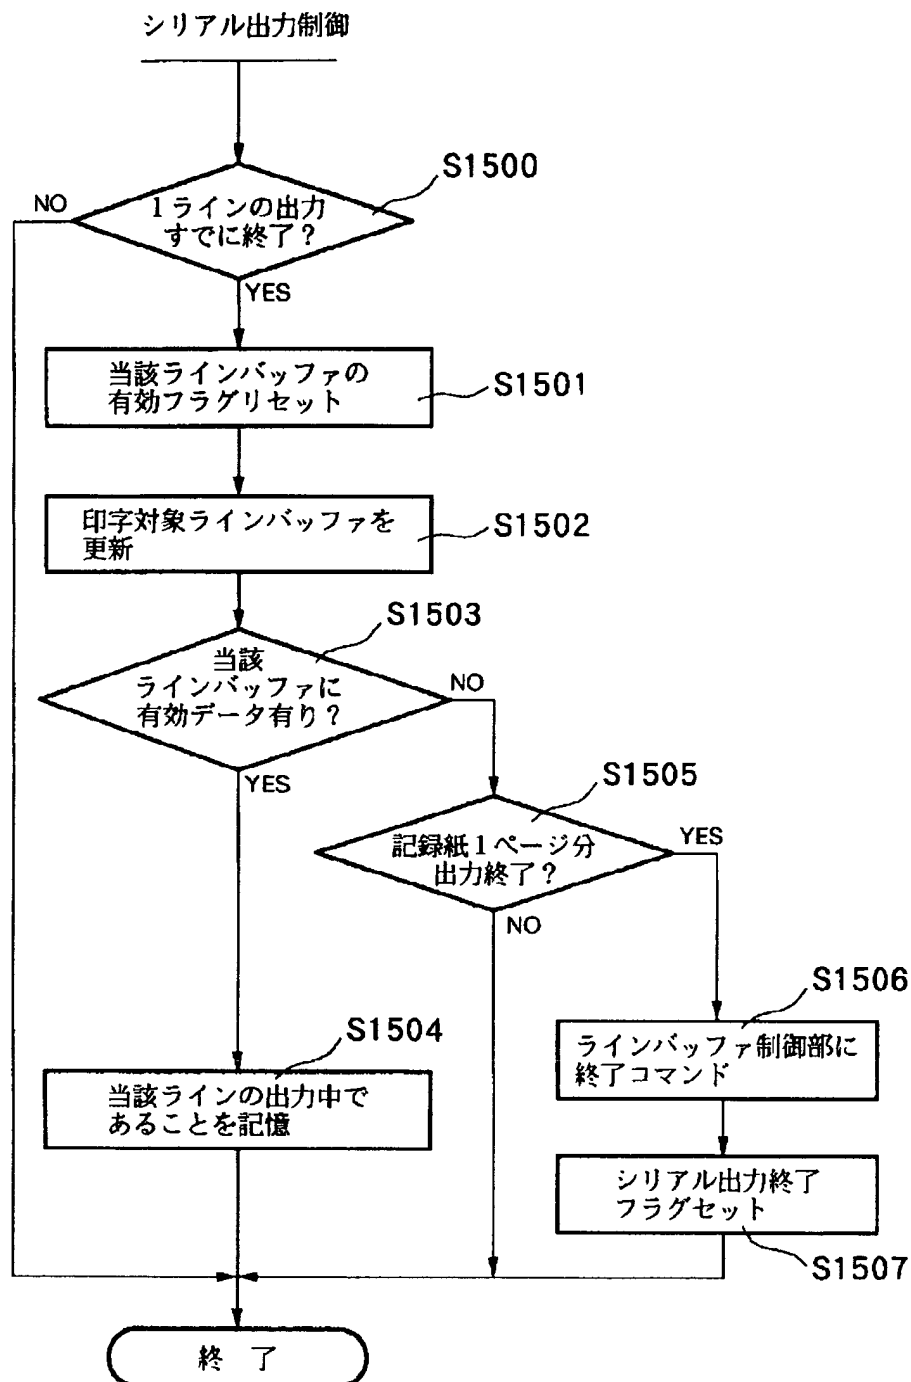 シリアル出力制御
S1500
NO
1ラインの出力
すでに終了？
YES
当該ラインバッファの
有効フラグリセット
S1501
印字対象ラインバッファを
更新
S1502
S1503
当該
ラインバッファに
有効データ有り？
NO
YES
S1505
記録紙1ページ分
出力終了？
YES
NO
S1506
ラインバッファ制御部に
終了コマンド
S1504
当該ラインの出力中で
あることを記憶
シリアル出力終了
フラグセット
S1507
終 了